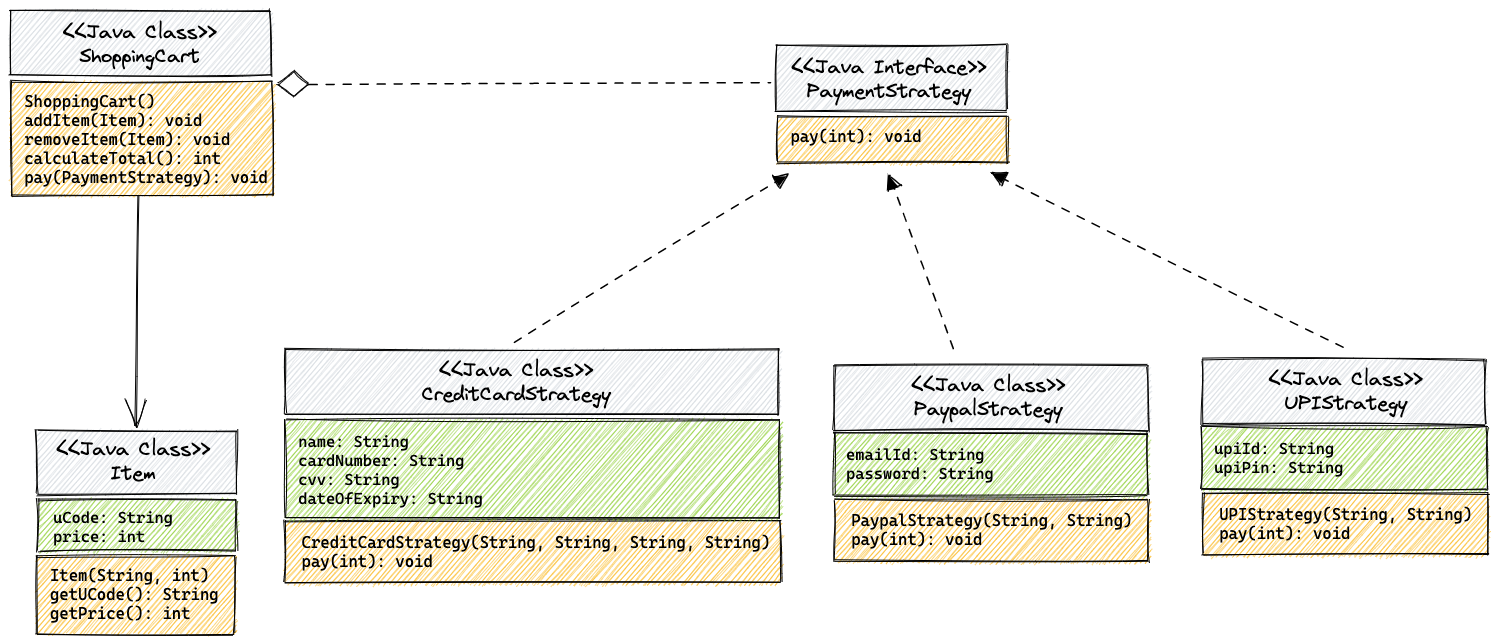 <<Java Class>>
ShoppingCart
ShoppingCart()
addItem(Item): void
removeItem(Item): void
calculateTotal(): int
pay(PaymentStrategy): void
<<Java Interface>>
PaymentStrategy
pay(int): void
<<Java Class>>
Item
uCode: String
price: int
Item(String, int)
getUCode(): String
getPrice(): int
<<Java Class>>
CreditCardStrategy
name: String
cardNumber: String
cvv: String
dateOfExpiry: String
CreditCardStrategy(String, String, String, String)
pay(int): void
<<Java Class>>
PaypalStrategy
emailId: String
password: String
PaypalStrategy(String, String)
pay(int): void
<<Java Class>>
UPIStrategy
upiId: String
upiPin: String
UPIStrategy(String, String)
pay(int): void